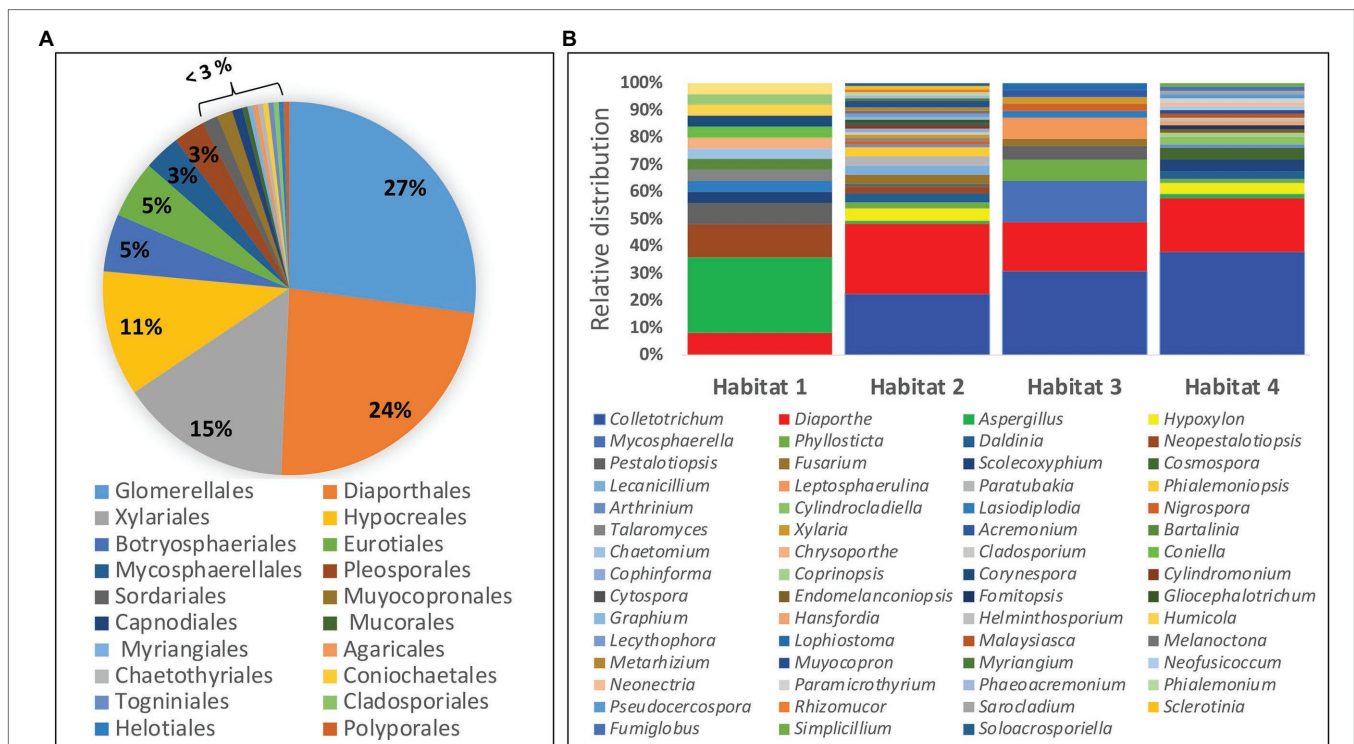 A
< 3 %
27%
24%
15%
11%
5%
5%
3%
3%
Glomerellales Diaporthales
Xylariales Hypocreales
Botryosphaeriales Eurotiales
Mycosphaerellales Pleosporales
Sordariales Muyocopronales
Capnodiales Mucorales
Myriangiales Agaricales
Chaetothyriales Coniochaetales
Togniniales Cladosporiales
Helotiales Polyporales
B
Relative distribution
100%
90%
80%
70%
60%
50%
40%
30%
20%
10%
0%
Habitat 1 Habitat 2 Habitat 3 Habitat 4
Colletotrichum Diaporthe Aspergillus Hypoxylon
Mycosphaerella Phyllosticta Daldinia Neopestalotiopsis
Pestalotiopsis Fusarium Scolecoxyphium Cosmospora
Lecanicillium Leptosphaerulina Paratubakia Phialemoniopsis
Arthrinium Cylindrocladiella Lasiodiplodia Nigrospora
Talaromyces Xylaria Acremonium Bartalinia
Chaetomium Chrysoporthe Cladosporium Coniella
Cophinforma Coprinopsis Corynespora Cylindromonium
Cytospora Endomelanconiopsis Fomitopsis Gliocephalotrichum
Graphium Hansfordia Helminthosporium Humicola
Lecythophora Lophiostoma Malaysiasca Melanoctona
Metarhizium Muyocopron Myriangium Neofusicoccum
Neonectria Paramicrothyrium Phaeoacremonium Phialemonium
Pseudocercospora Rhizomucor Sarocladium Sclerotinia
Fumiglobus Simplicillium Soloacrosporiella